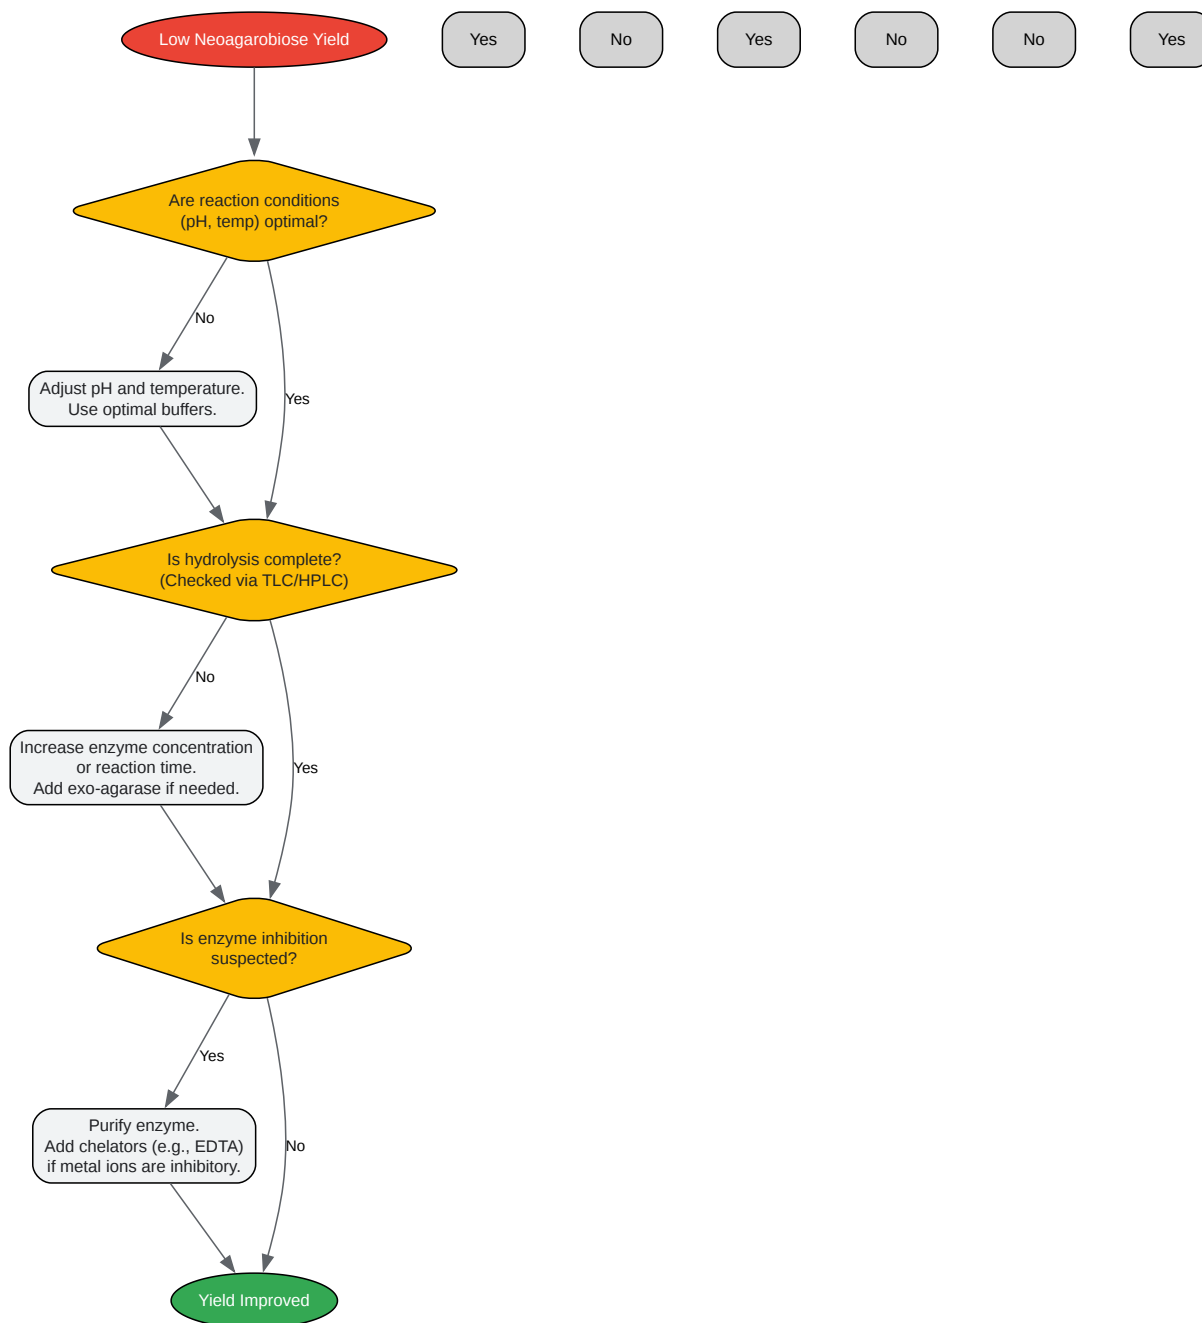 Low Neoagarobiose Yield
Yes
No
Yes
No
No
Yes
Are reaction conditions
(pH, temp) optimal?
No
Adjust pH and temperature.
Use optimal buffers.
Yes
Is hydrolysis complete?
(Checked via TLC/HPLC)
No
Increase enzyme concentration
or reaction time.
Add exo-agarase if needed.
Yes
Is enzyme inhibition
suspected?
Yes
Purify enzyme.
Add chelators (e.g., EDTA)
if metal ions are inhibitory.
No
Yield Improved